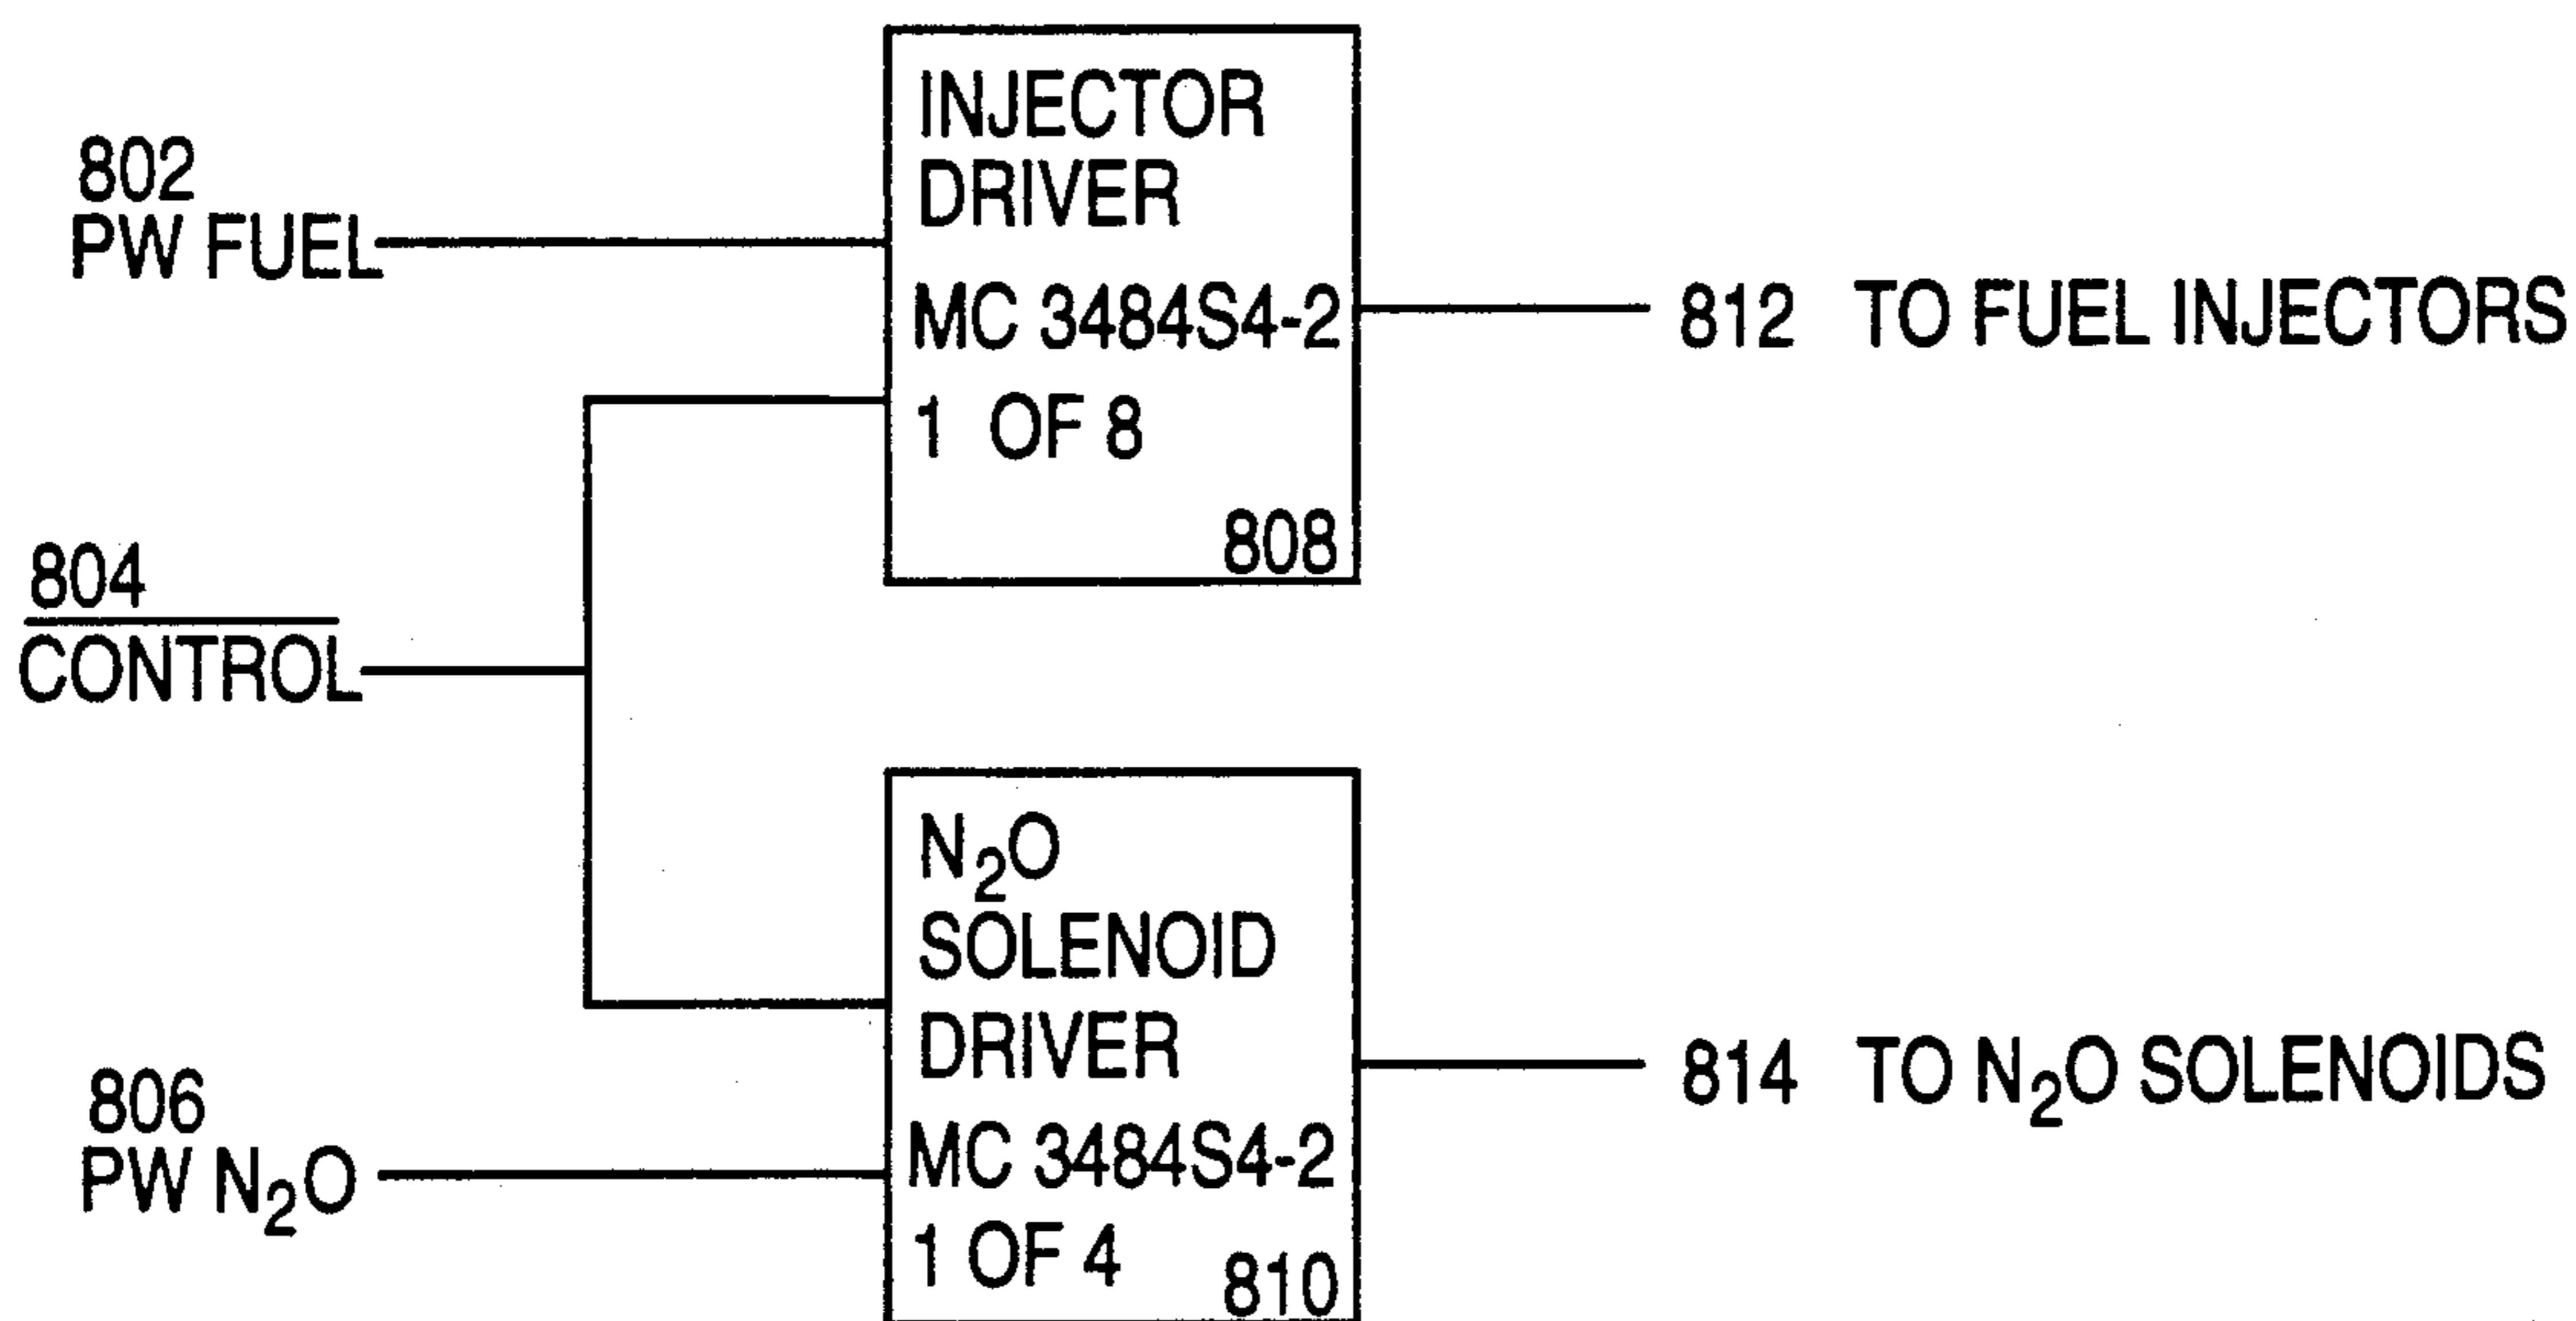 802
PW FUEL
804
CONTROL
806
PW N₂O
INJECTOR
DRIVER
MC 3484S4-2
1 OF 8
808
N₂O
SOLENOID
DRIVER
MC 3484S4-2
1 OF 4
810
812 TO FUEL INJECTORS
814 TO N₂O SOLENOIDS